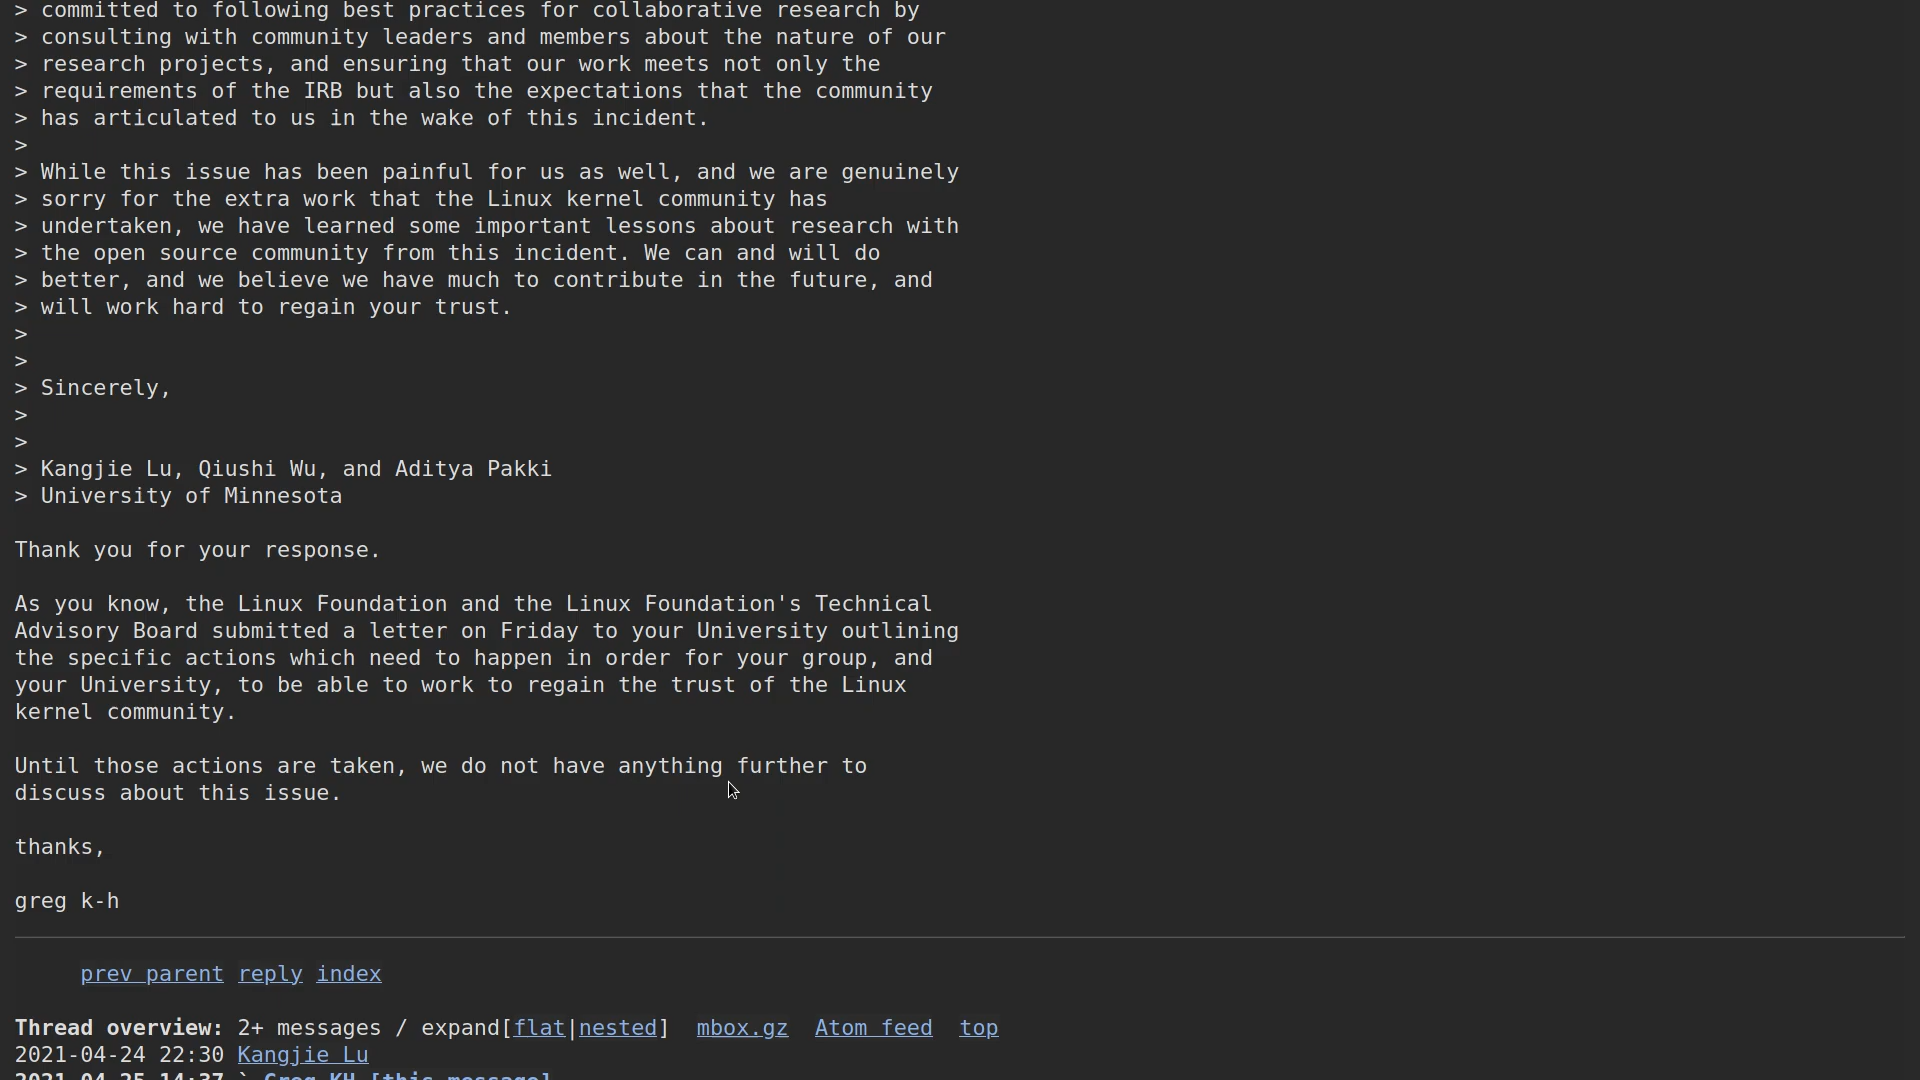 > committed to following best practices for collaborative research by
> consulting with community leaders and members about the nature of our
> research projects, and ensuring that our work meets not only the
> requirements of the IRB but also the expectations that the community
> has articulated to us in the wake of this incident.
>
> While this issue has been painful for us as well, and we are genuinely
> sorry for the extra work that the Linux kernel community has
> undertaken, we have learned some important lessons about research with
> the open source community from this incident. We can and will do
> better, and we believe we have much to contribute in the future, and
> will work hard to regain your trust.
>
>
> Sincerely,
>
>
> Kangjie Lu, Qiushi Wu, and Aditya Pakki
> University of Minnesota
Thank you for your response.
As you know, the Linux Foundation and the Linux Foundation's Technical
Advisory Board submitted a letter on Friday to your University outlining
the specific actions which need to happen in order for your group, and
your University, to be able to work to regain the trust of the Linux
kernel community.
Until those actions are taken, we do not have anything further to
discuss about this issue.
thanks,
greg k-h
prev parent reply index
Thread overview: 2+ messages / expand[flat|nested] mbox.gz Atom feed top
2021-04-24 22:30 Kangjie Lu
2021-04-25 14:37 ` Greg KH [this message]